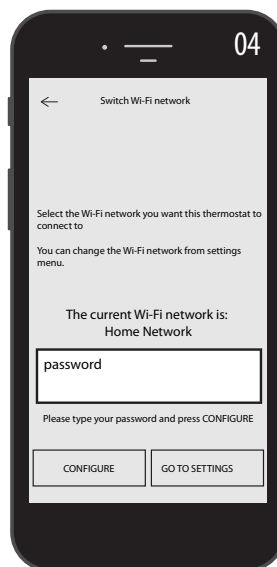 04
Switch Wi-Fi network
Select the Wi-Fi network you want this thermostat to
connect to
You can change the Wi-Fi network from settings
menu.
The current Wi-Fi network is:
Home Network
password
Please type your password and press CONFIGURE
CONFIGURE
GO TO SETTINGS